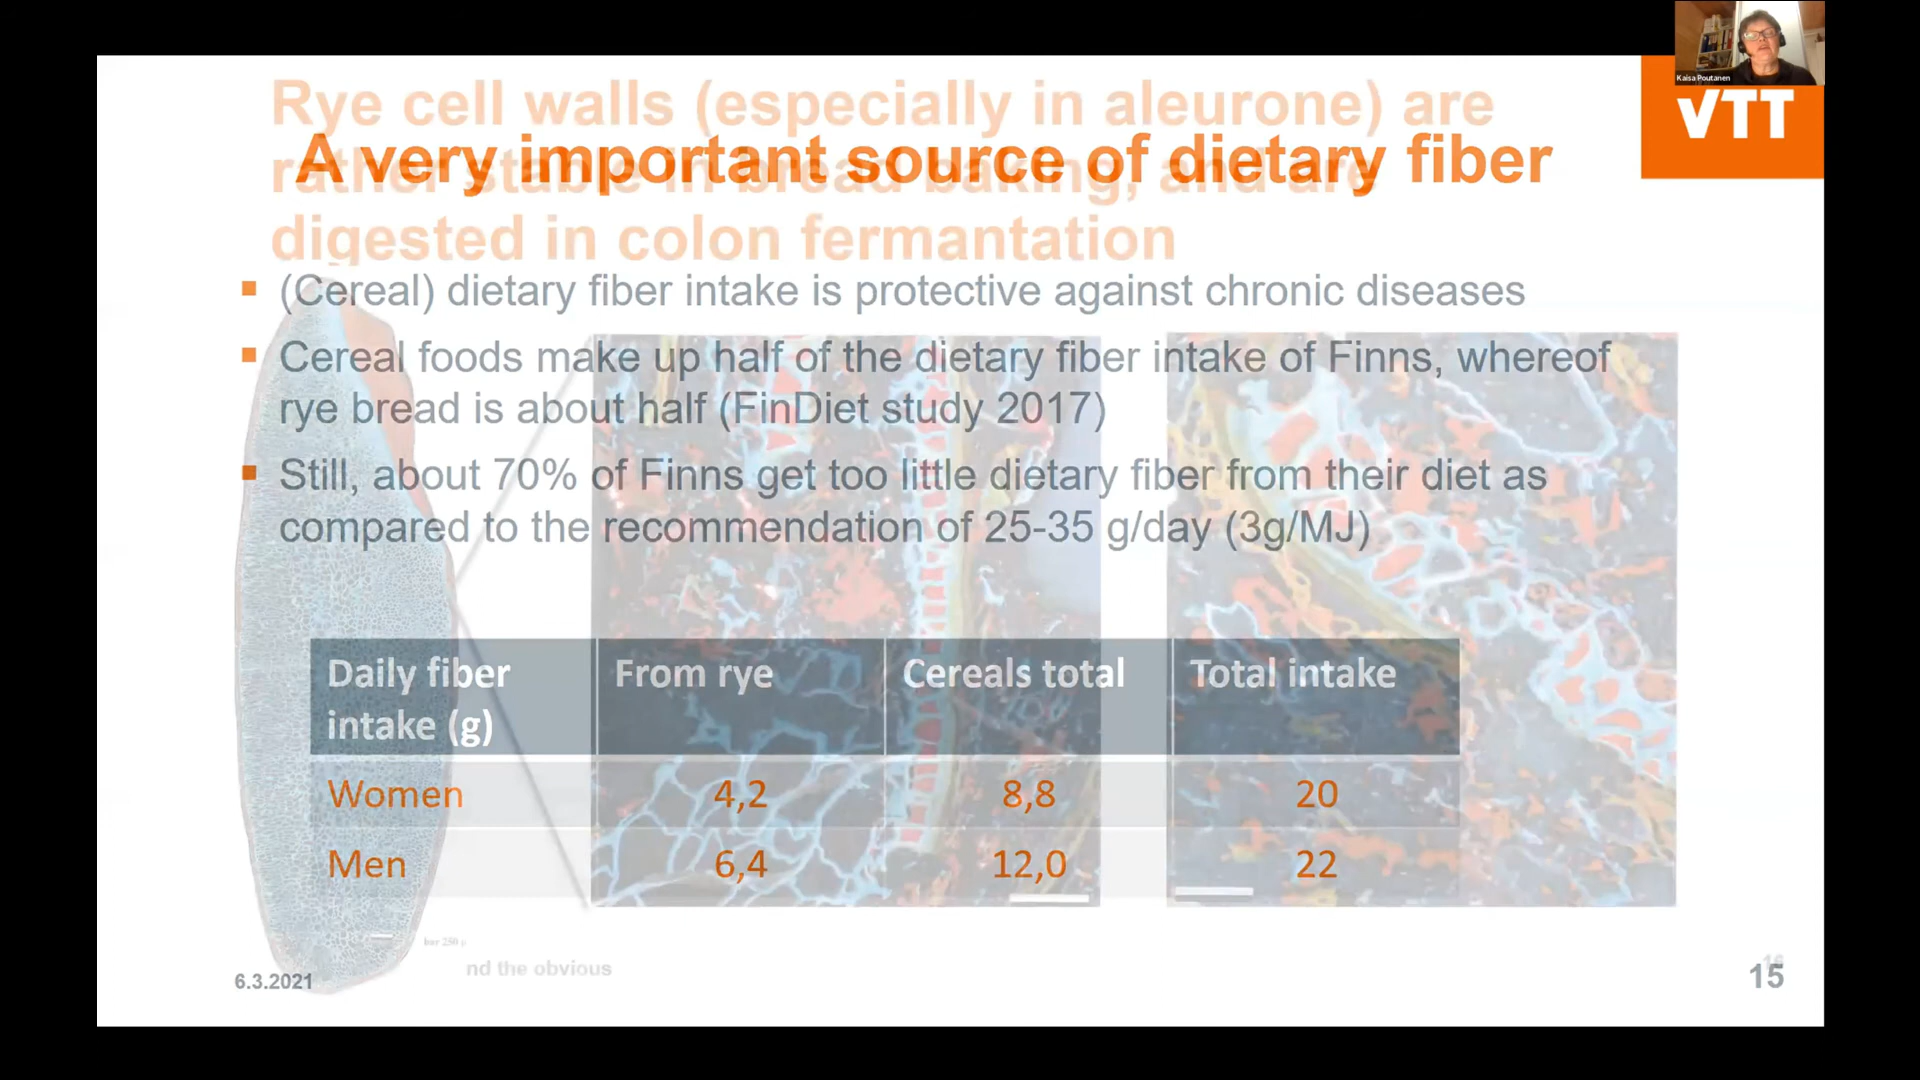 Kaisa Poutanen
VTT
Rye cell walls (especially in aleurone) are
rather stable in bread baking, and are
digested in colon fermantation
A very important source of dietary fiber
(Cereal) dietary fiber intake is protective against chronic diseases
Cereal foods make up half of the dietary fiber intake of Finns, whereof
rye bread is about half (FinDiet study 2017)
Still, about 70% of Finns get too little dietary fiber from their diet as
compared to the recommendation of 25-35 g/day (3g/MJ)
Daily fiber intake (g) From rye Cereals total Total intake
Women 4,2 8,8 20
Men 6,4 12,0 22
bar 250 µ
nd the obvious
6.3.2021
15
16